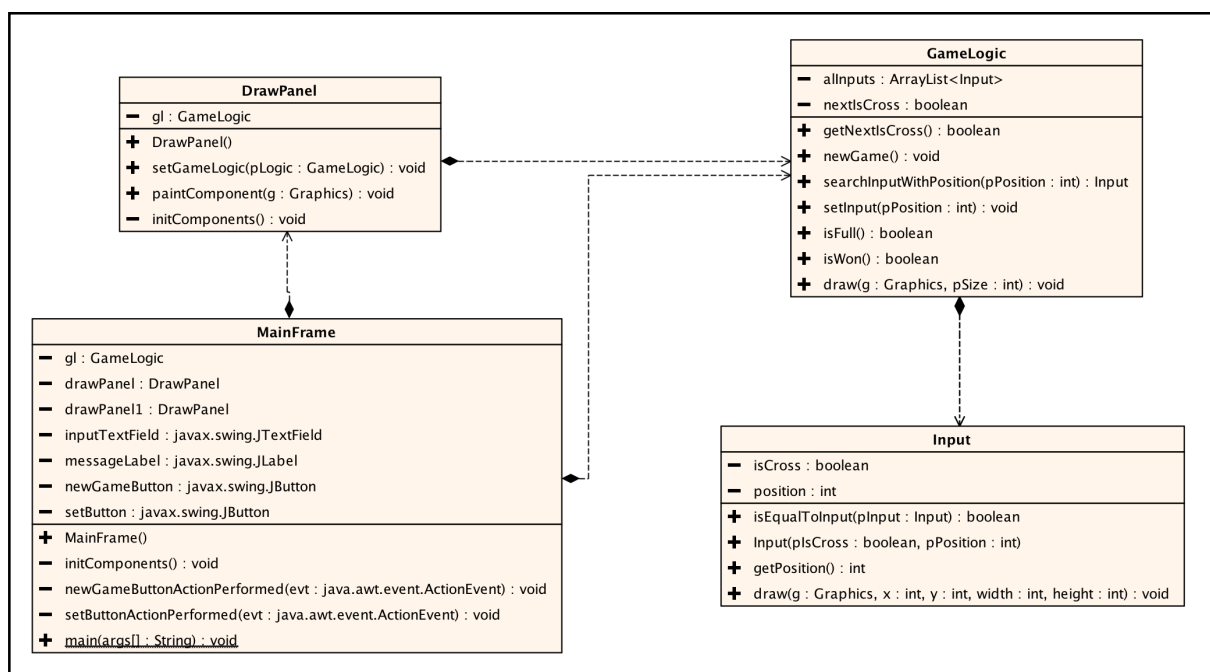 DrawPanel
− gl : GameLogic
+ DrawPanel()
+ setGameLogic(pLogic : GameLogic) : void
+ paintComponent(g : Graphics) : void
− initComponents() : void
GameLogic
− allInputs : ArrayList<Input>
− nextIsCross : boolean
+ getNextIsCross() : boolean
+ newGame() : void
+ searchInputWithPosition(pPosition : int) : Input
+ setInput(pPosition : int) : void
+ isFull() : boolean
+ isWon() : boolean
+ draw(g : Graphics, pSize : int) : void
MainFrame
− gl : GameLogic
− drawPanel : DrawPanel
− drawPanel1 : DrawPanel
− inputTextField : javax.swing.JTextField
− messageLabel : javax.swing.JLabel
− newGameButton : javax.swing.JButton
− setButton : javax.swing.JButton
+ MainFrame()
− initComponents() : void
− newGameButtonActionPerformed(evt : java.awt.event.ActionEvent) : void
− setButtonActionPerformed(evt : java.awt.event.ActionEvent) : void
+ main(args[] : String) : void
Input
− isCross : boolean
− position : int
+ isEqualToInput(pInput : Input) : boolean
+ Input(pIsCross : boolean, pPosition : int)
+ getPosition() : int
+ draw(g : Graphics, x : int, y : int, width : int, height : int) : void